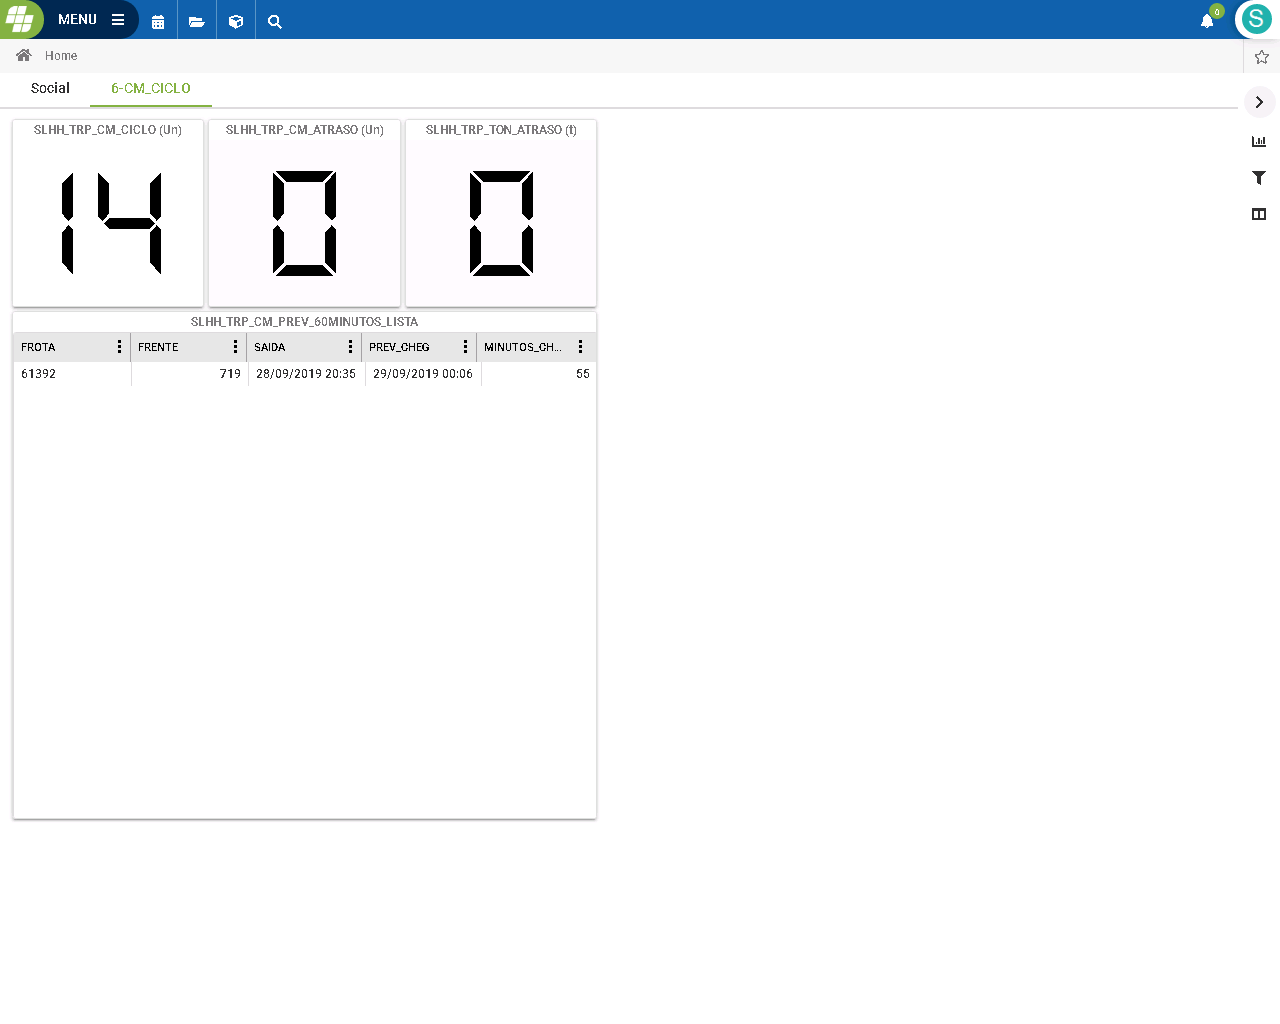 MENU
0
S
Home
Social 6-CM_CICLO
SLHH_TRP_CM_CICLO (Un) SLHH_TRP_CM_ATRASO (Un) SLHH_TRP_TON_ATRASO (t)
14 0 0
SLHH_TRP_CM_PREV_60MINUTOS_LISTA
FROTA FRENTE SAIDA PREV_CHEG MINUTOS_CH...
61392 719 28/09/2019 20:35 29/09/2019 00:06 55